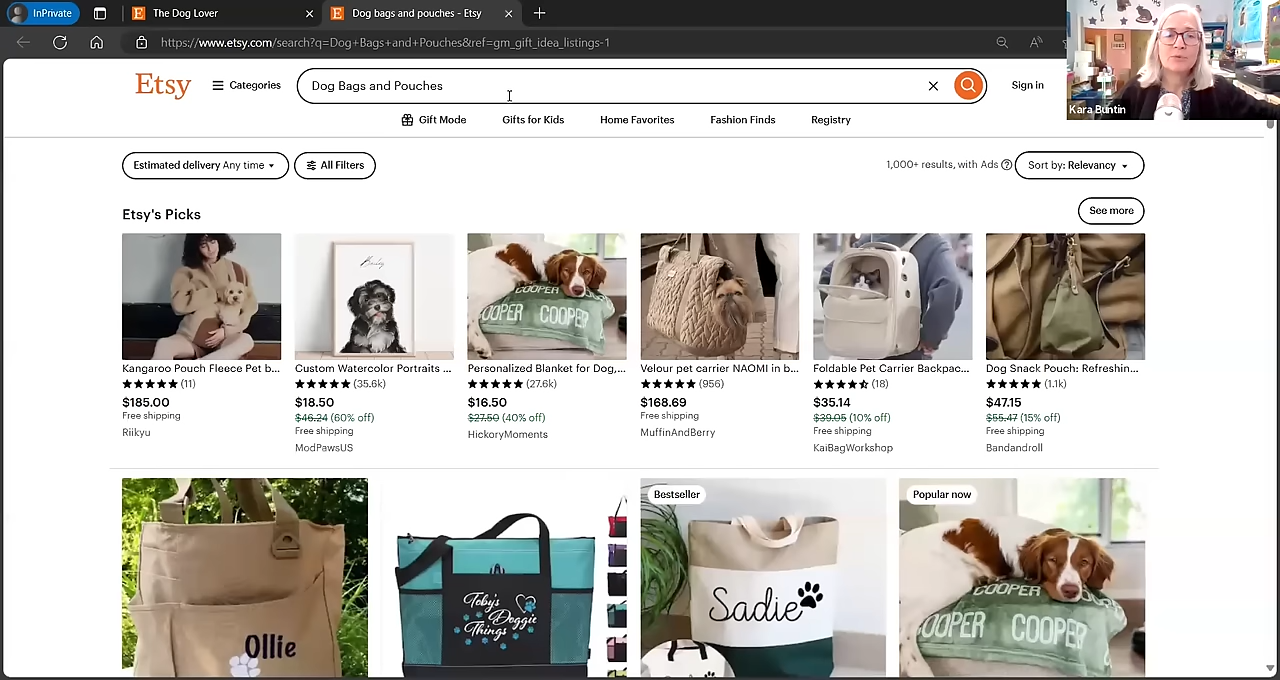 InPrivate
The Dog Lover
Dog bags and pouches - Etsy
https://www.etsy.com/search?q=Dog+Bags+and+Pouches&ref=gm_gift_idea_listings-1
Kara Buntin
Etsy
Categories
Dog Bags and Pouches
Sign in
Gift Mode
Gifts for Kids
Home Favorites
Fashion Finds
Registry
Estimated delivery Any time
All Filters
1,000+ results, with Ads
Sort by: Relevancy
Etsy's Picks
See more
Bailey
COOPER
COOPER COOPER
Kangaroo Pouch Fleece Pet b...
(11)
$185.00
Free shipping
Riikyu
Custom Watercolor Portraits ...
(35.6k)
$18.50
$46.24 (60% off)
Free shipping
ModPawsUS
Personalized Blanket for Dog,...
(27.6k)
$16.50
$27.50 (40% off)
HickoryMoments
Velour pet carrier NAOMI in b...
(956)
$168.69
Free shipping
MuffinAndBerry
Foldable Pet Carrier Backpac...
(18)
$35.14
$39.05 (10% off)
Free shipping
KaiBagWorkshop
Dog Snack Pouch: Refreshin...
(1.1k)
$47.15
$55.47 (15% off)
Free shipping
Bandandroll
Ollie
Toby's
Doggie
Things
Bestseller
Sadie
Popular now
COOPER
COOPER COOPER